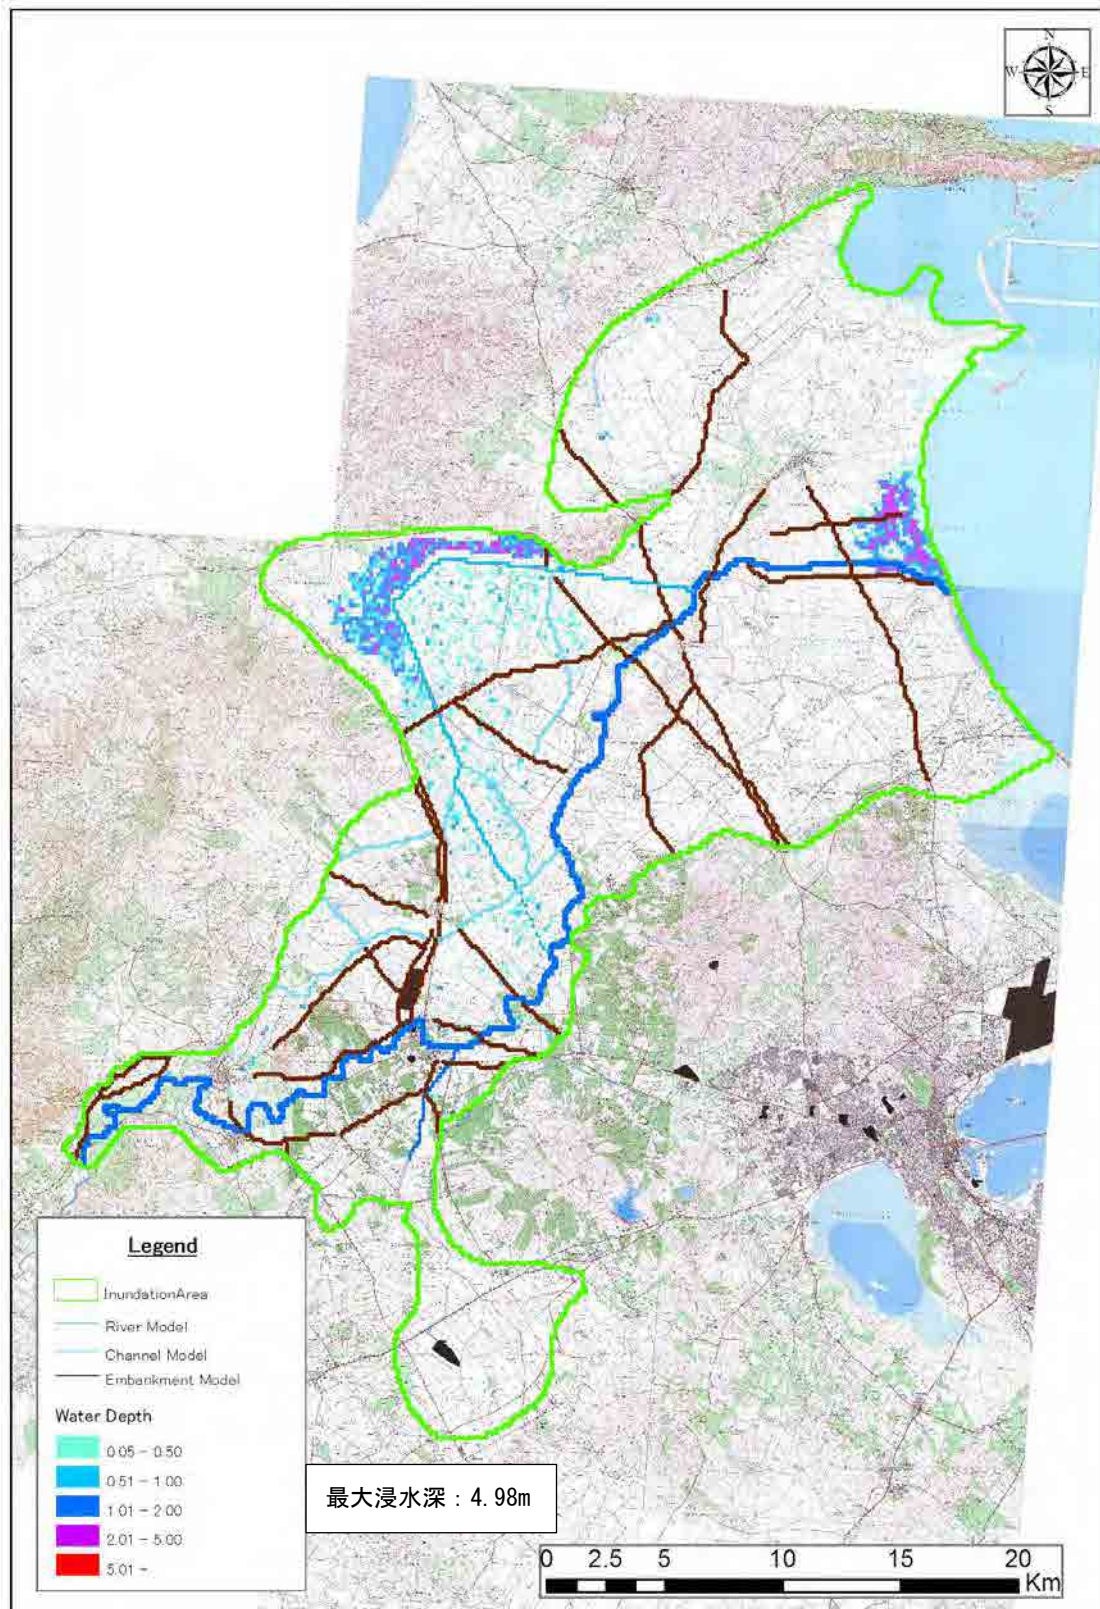 N
W E
S
Legend
InundationArea
River Model
Channel Model
Embankment Model
Water Depth
0.05 - 0.50
0.51 - 1.00
1.01 - 2.00
2.01 - 5.00
5.01 -
最大浸水深：4.98m
0 2.5 5 10 15 20
Km